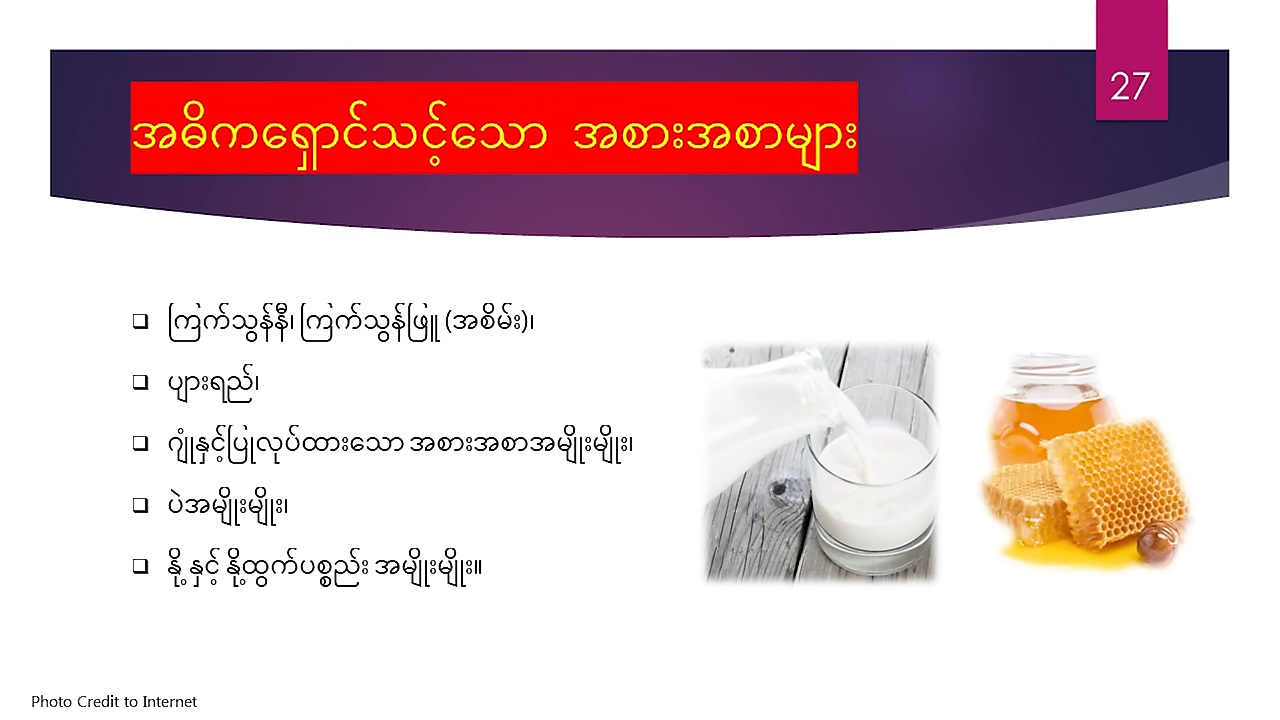 27
အဓိကရှောင်သင့်သော အစားအစာများ
ကြက်သွန်နီ၊ ကြက်သွန်ဖြူ (အစိမ်း)၊
ပျားရည်၊
ဂျုံနှင့်ပြုလုပ်ထားသော အစားအစာအမျိုးမျိုး၊
ပဲအမျိုးမျိုး၊
နို့ နှင့် နို့ထွက်ပစ္စည်း အမျိုးမျိုး။
Photo Credit to Internet